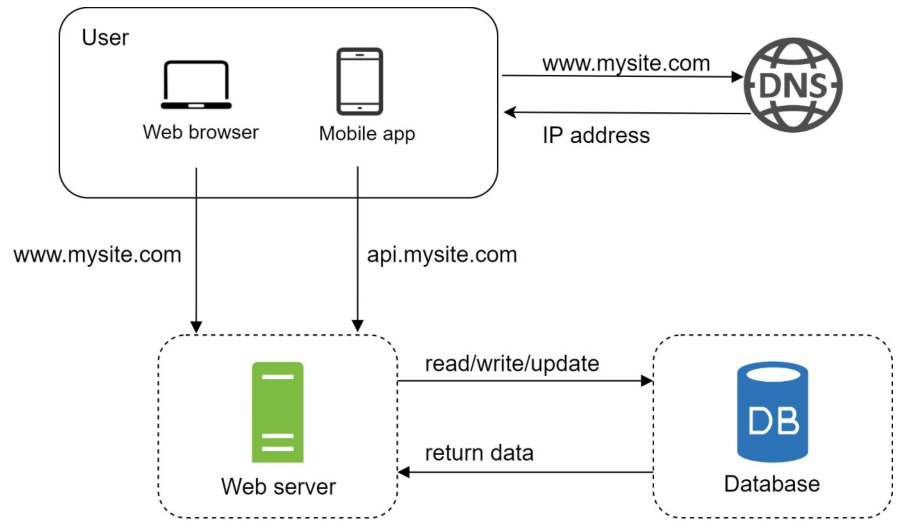 User
Web browser
Mobile app
www.mysite.com
DNS
IP address
www.mysite.com
api.mysite.com
read/write/update
DB
return data
Web server
Database